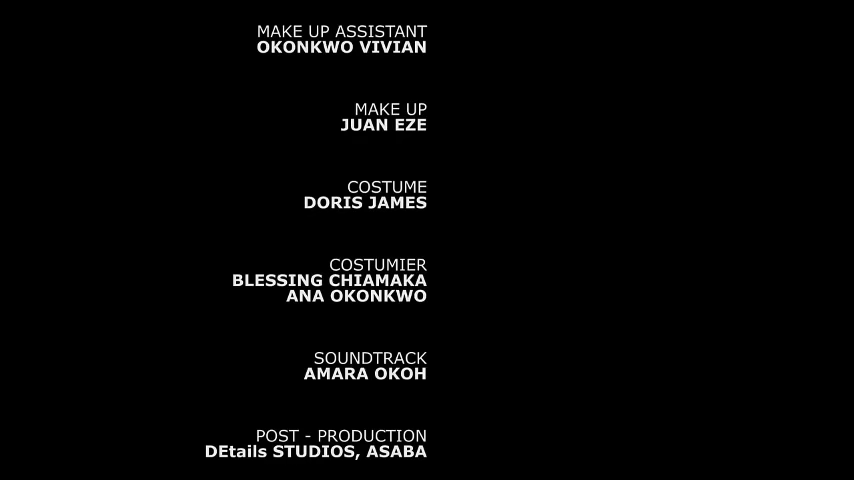 MAKE UP ASSISTANT
OKONKWO VIVIAN
MAKE UP
JUAN EZE
COSTUME
DORIS JAMES
COSTUMIER
BLESSING CHIAMAKA
ANA OKONKWO
SOUNDTRACK
AMARA OKOH
POST - PRODUCTION
DEtails STUDIOS, ASABA